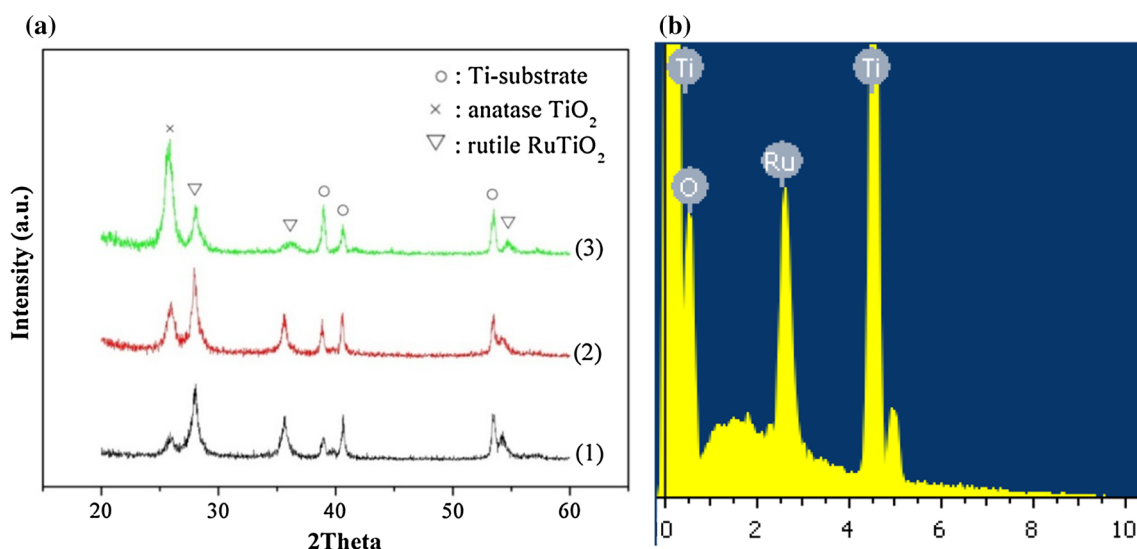 (a)
○ : Ti-substrate
× : anatase TiO₂
▽ : rutile RuTiO₂
(3)
(2)
(1)
Intensity (a.u.)
20 30 40 50 60
2Theta
(b)
Ti Ti
Ru
O
0 2 4 6 8 10